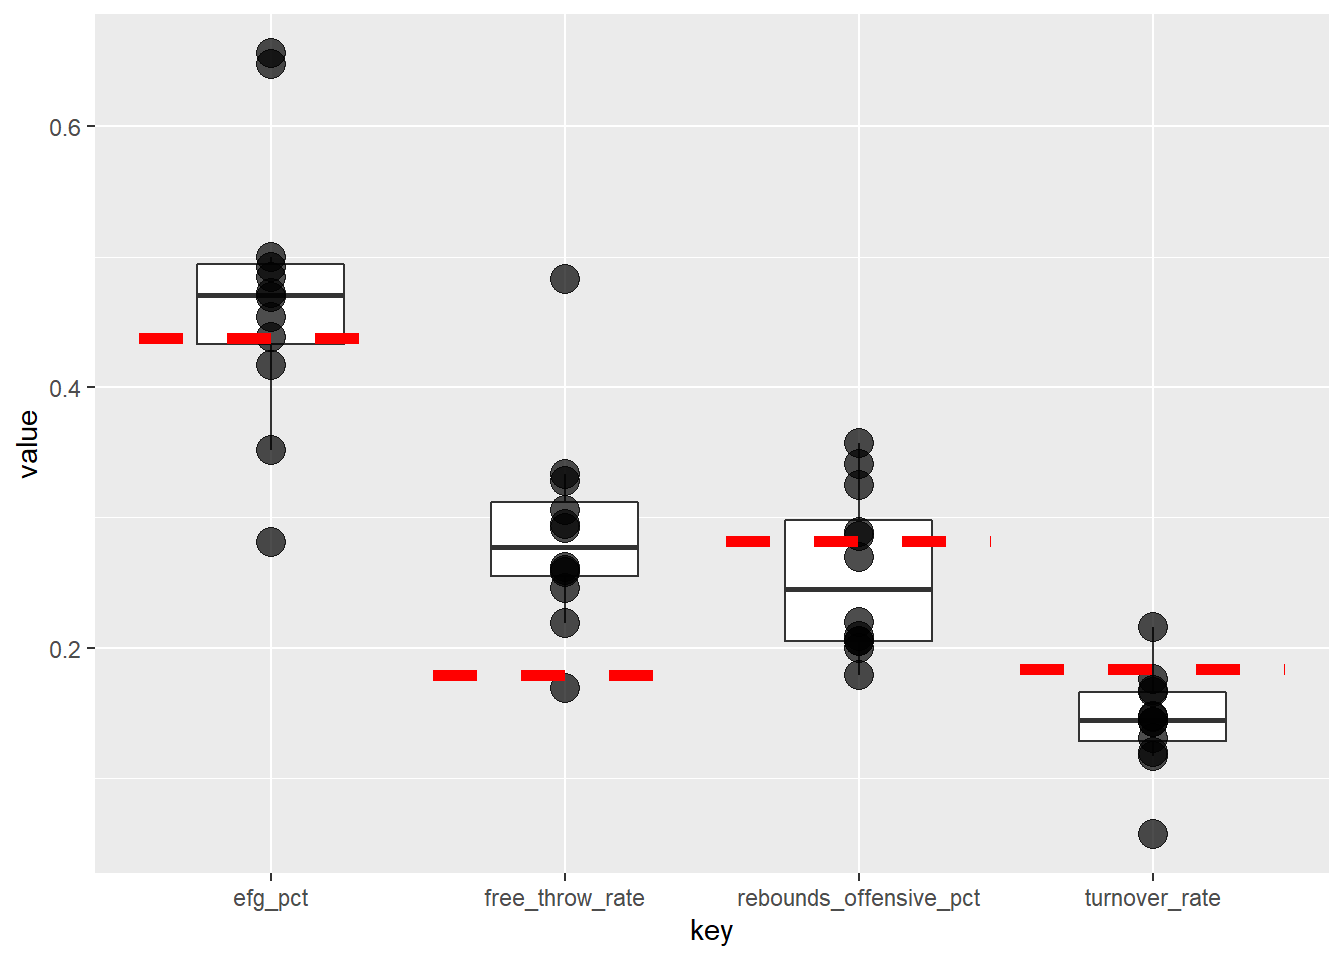 0.6
0.4
0.2
value
efg_pct
free_throw_rate
rebounds_offensive_pct
turnover_rate
key